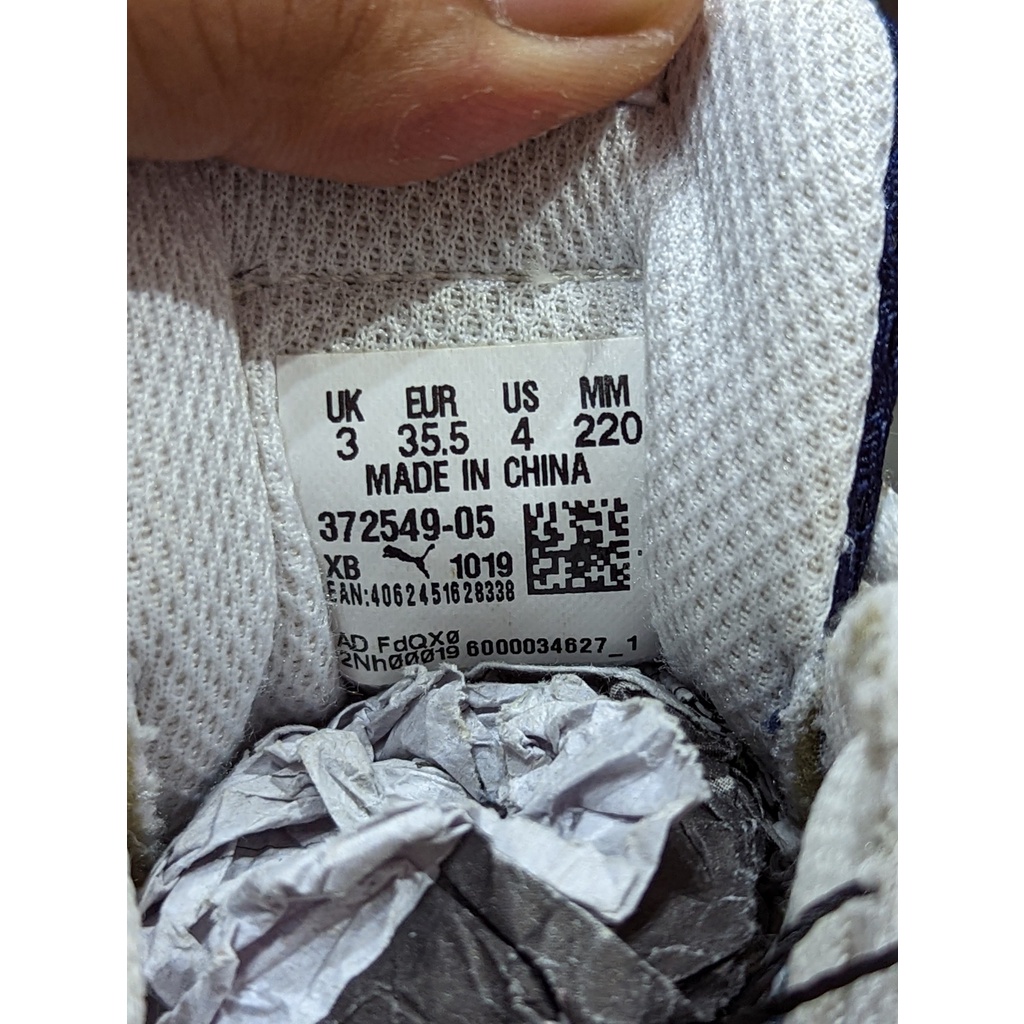 UK EUR US MM
3 35.5 4 220
MADE IN CHINA
372549-05
XB 1019
EAN:4062451628338
AD FdQXØ
2NhØØØ19 6000034627_1